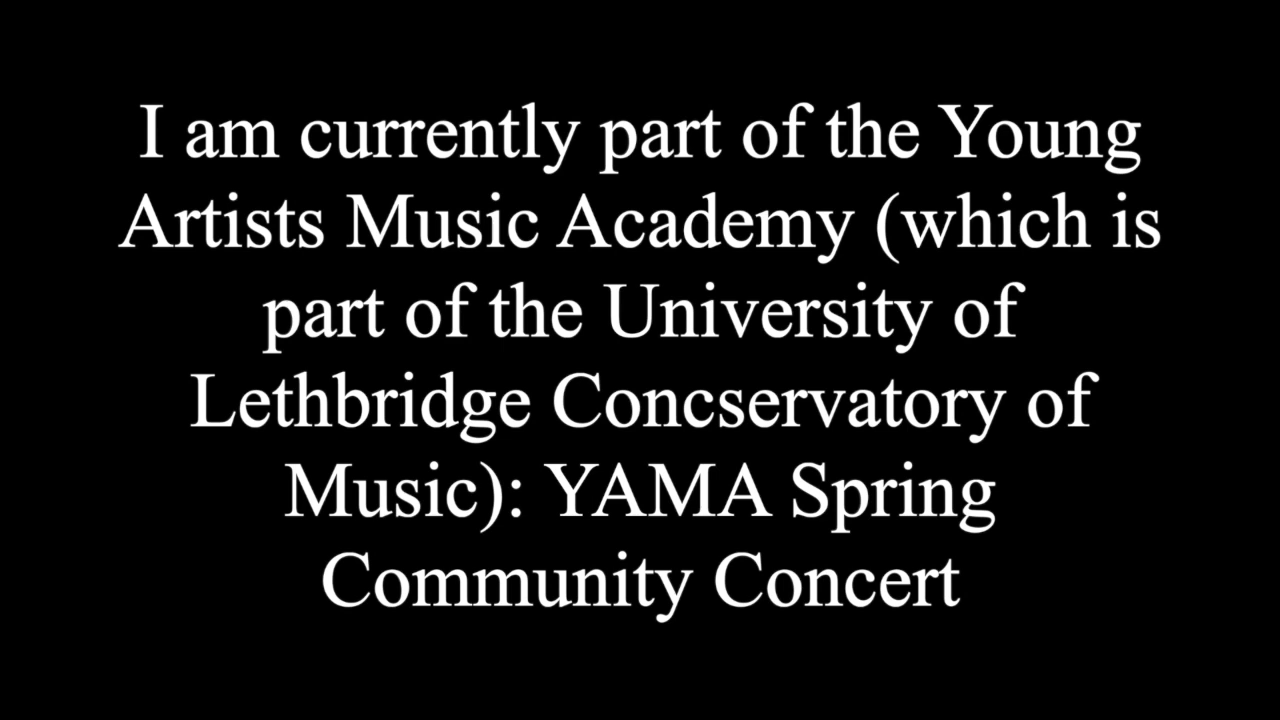 I am currently part of the Young
Artists Music Academy (which is
part of the University of
Lethbridge Concservatory of
Music): YAMA Spring
Community Concert